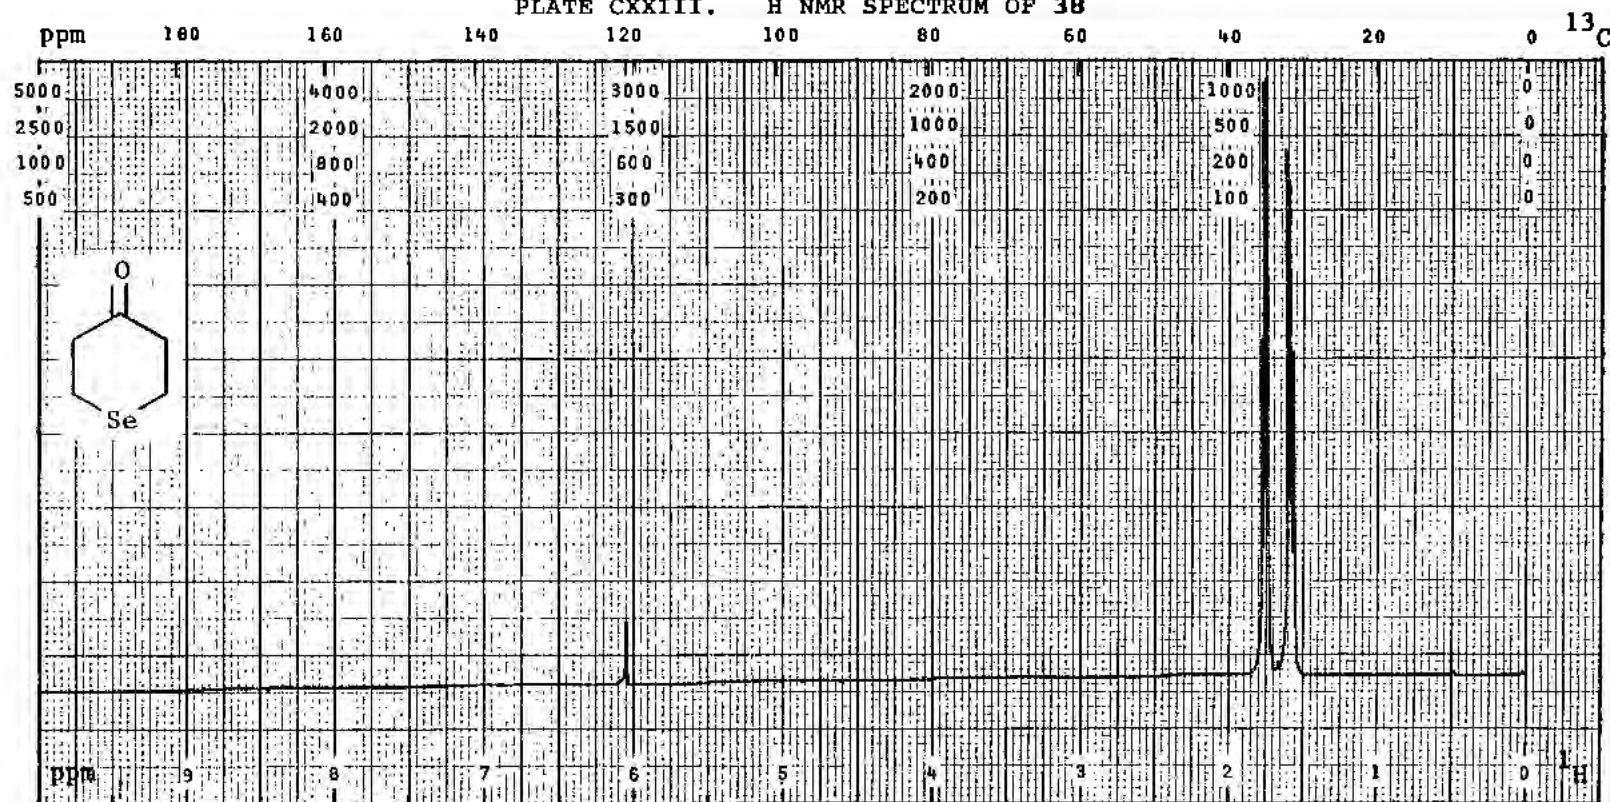 PLATE CXXIII. H NMR SPECTRUM OF 38
ppm 180 160 140 120 100 80 60 40 20 0 13C
5000 4000 3000 2000 1000 0
2500 2000 1500 1000 500 0
1000 800 600 400 200 0
500 400 300 200 100 0
O
Se
ppm 9 8 7 6 5 4 3 2 1 0 1H